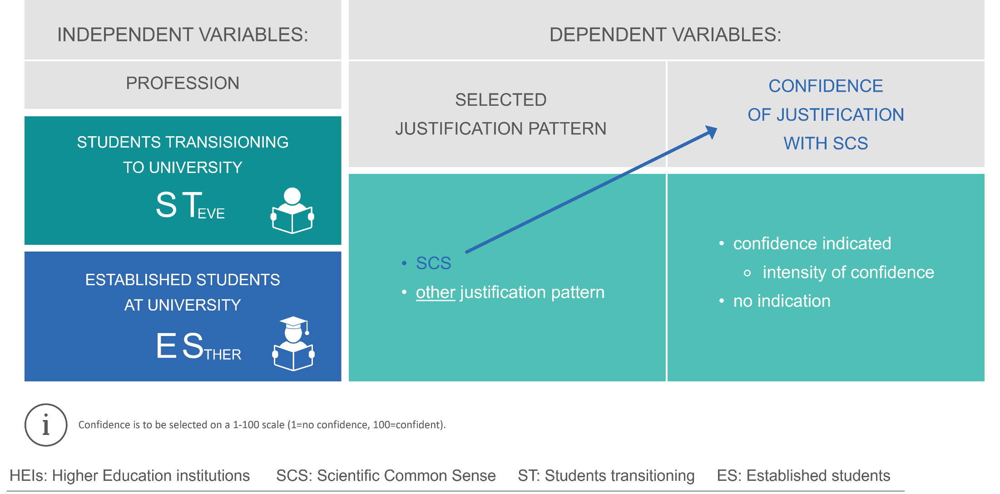 INDEPENDENT VARIABLES:
DEPENDENT VARIABLES:
PROFESSION
SELECTED
JUSTIFICATION PATTERN
CONFIDENCE
OF JUSTIFICATION
WITH SCS
STUDENTS TRANSISIONING
TO UNIVERSITY
STEVE
ESTABLISHED STUDENTS
AT UNIVERSITY
ESTHER
• SCS
• other justification pattern
• confidence indicated
o intensity of confidence
• no indication
i
Confidence is to be selected on a 1-100 scale (1=no confidence, 100=confident).
HEIs: Higher Education institutions SCS: Scientific Common Sense ST: Students transitioning ES: Established students